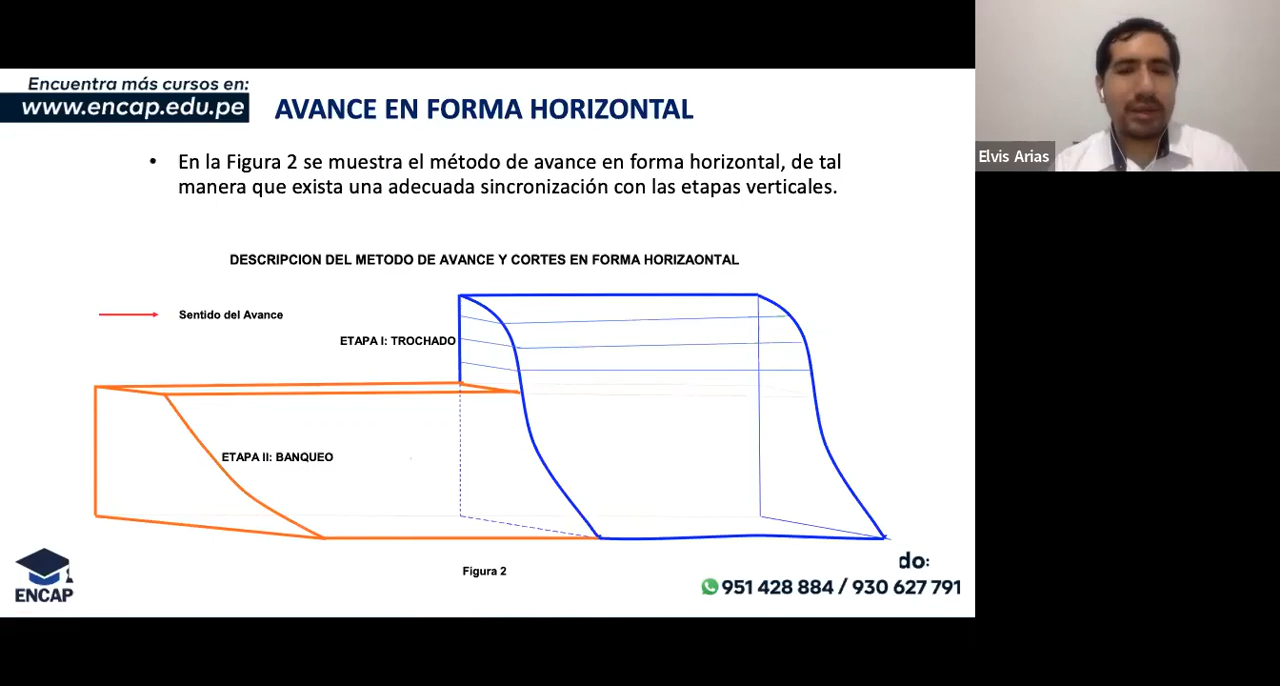 Encuentra más cursos en:
www.encap.edu.pe
AVANCE EN FORMA HORIZONTAL
• En la Figura 2 se muestra el método de avance en forma horizontal, de tal
manera que exista una adecuada sincronización con las etapas verticales.
Elvis Arias
DESCRIPCION DEL METODO DE AVANCE Y CORTES EN FORMA HORIZAONTAL
Sentido del Avance
ETAPA I: TROCHADO
ETAPA II: BANQUEO
Figura 2
ENCAP
do:
951 428 884 / 930 627 791